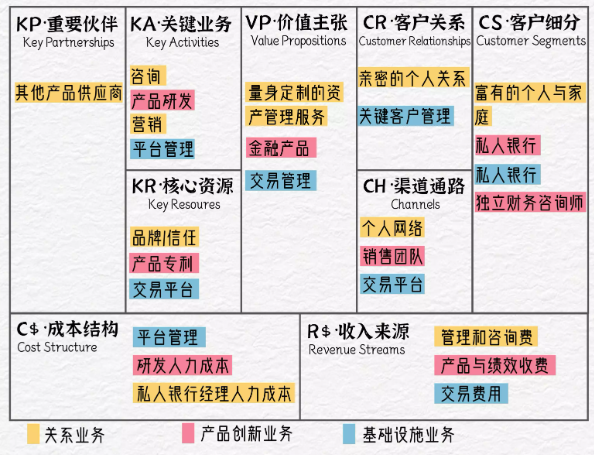 KP·重要伙伴
Key Partnerships
其他产品供应商
KA·关键业务
Key Activities
咨询
产品研发
营销
平台管理
KR·核心资源
Key Resoures
品牌/信任
产品专利
交易平台
VP·价值主张
Value Propositions
量身定制的资
产管理服务
金融产品
交易管理
CR·客户关系
Customer Relationships
亲密的个人关系
关键客户管理
CH·渠道通路
Channels
个人网络
销售团队
交易平台
CS·客户细分
Customer Segments
富有的个人与家
庭
私人银行
私人银行
独立财务咨询师
C$·成本结构
Cost Structure
平台管理
研发人力成本
私人银行经理人力成本
R$·收入来源
Revenue Streams
管理和咨询费
产品与绩效收费
交易费用
关系业务
产品创新业务
基础设施业务